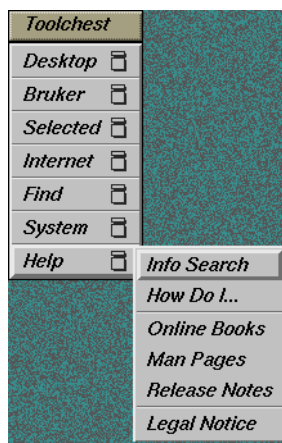 Toolchest
Desktop
Bruker
Selected
Internet
Find
System
Help
Info Search
How Do I...
Online Books
Man Pages
Release Notes
Legal Notice